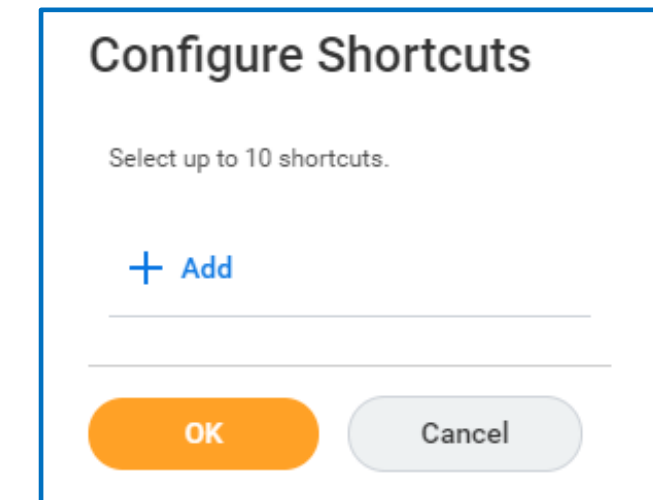 Configure Shortcuts
Select up to 10 shortcuts.
+ Add
OK
Cancel